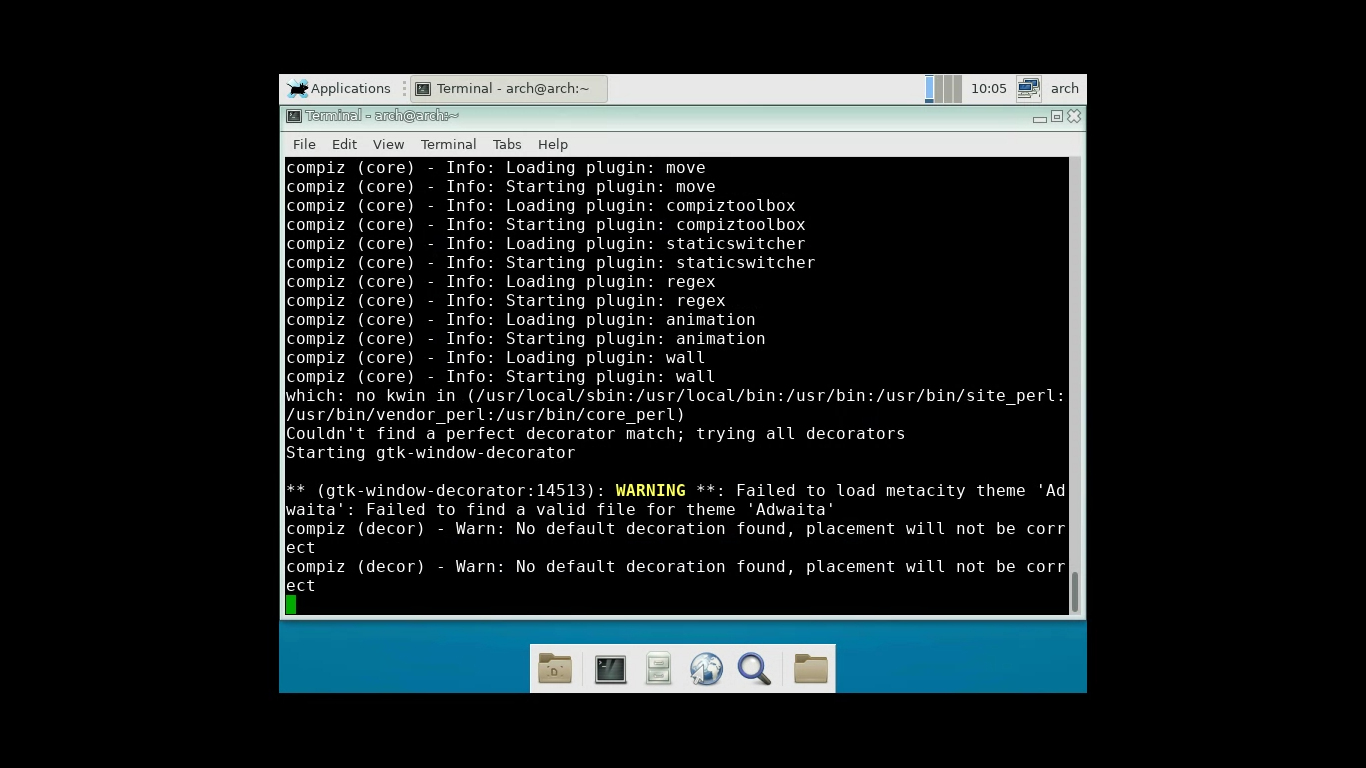 Applications
Terminal - arch@arch:~
10:05
arch
Terminal - arch@arch:~
File Edit View Terminal Tabs Help
compiz (core) - Info: Loading plugin: move
compiz (core) - Info: Starting plugin: move
compiz (core) - Info: Loading plugin: compiztoolbox
compiz (core) - Info: Starting plugin: compiztoolbox
compiz (core) - Info: Loading plugin: staticswitcher
compiz (core) - Info: Starting plugin: staticswitcher
compiz (core) - Info: Loading plugin: regex
compiz (core) - Info: Starting plugin: regex
compiz (core) - Info: Loading plugin: animation
compiz (core) - Info: Starting plugin: animation
compiz (core) - Info: Loading plugin: wall
compiz (core) - Info: Starting plugin: wall
which: no kwin in (/usr/local/sbin:/usr/local/bin:/usr/bin:/usr/bin/site_perl:
/usr/bin/vendor_perl:/usr/bin/core_perl)
Couldn't find a perfect decorator match; trying all decorators
Starting gtk-window-decorator
** (gtk-window-decorator:14513): WARNING **: Failed to load metacity theme 'Ad
waita': Failed to find a valid file for theme 'Adwaita'
compiz (decor) - Warn: No default decoration found, placement will not be corr
ect
compiz (decor) - Warn: No default decoration found, placement will not be corr
ect